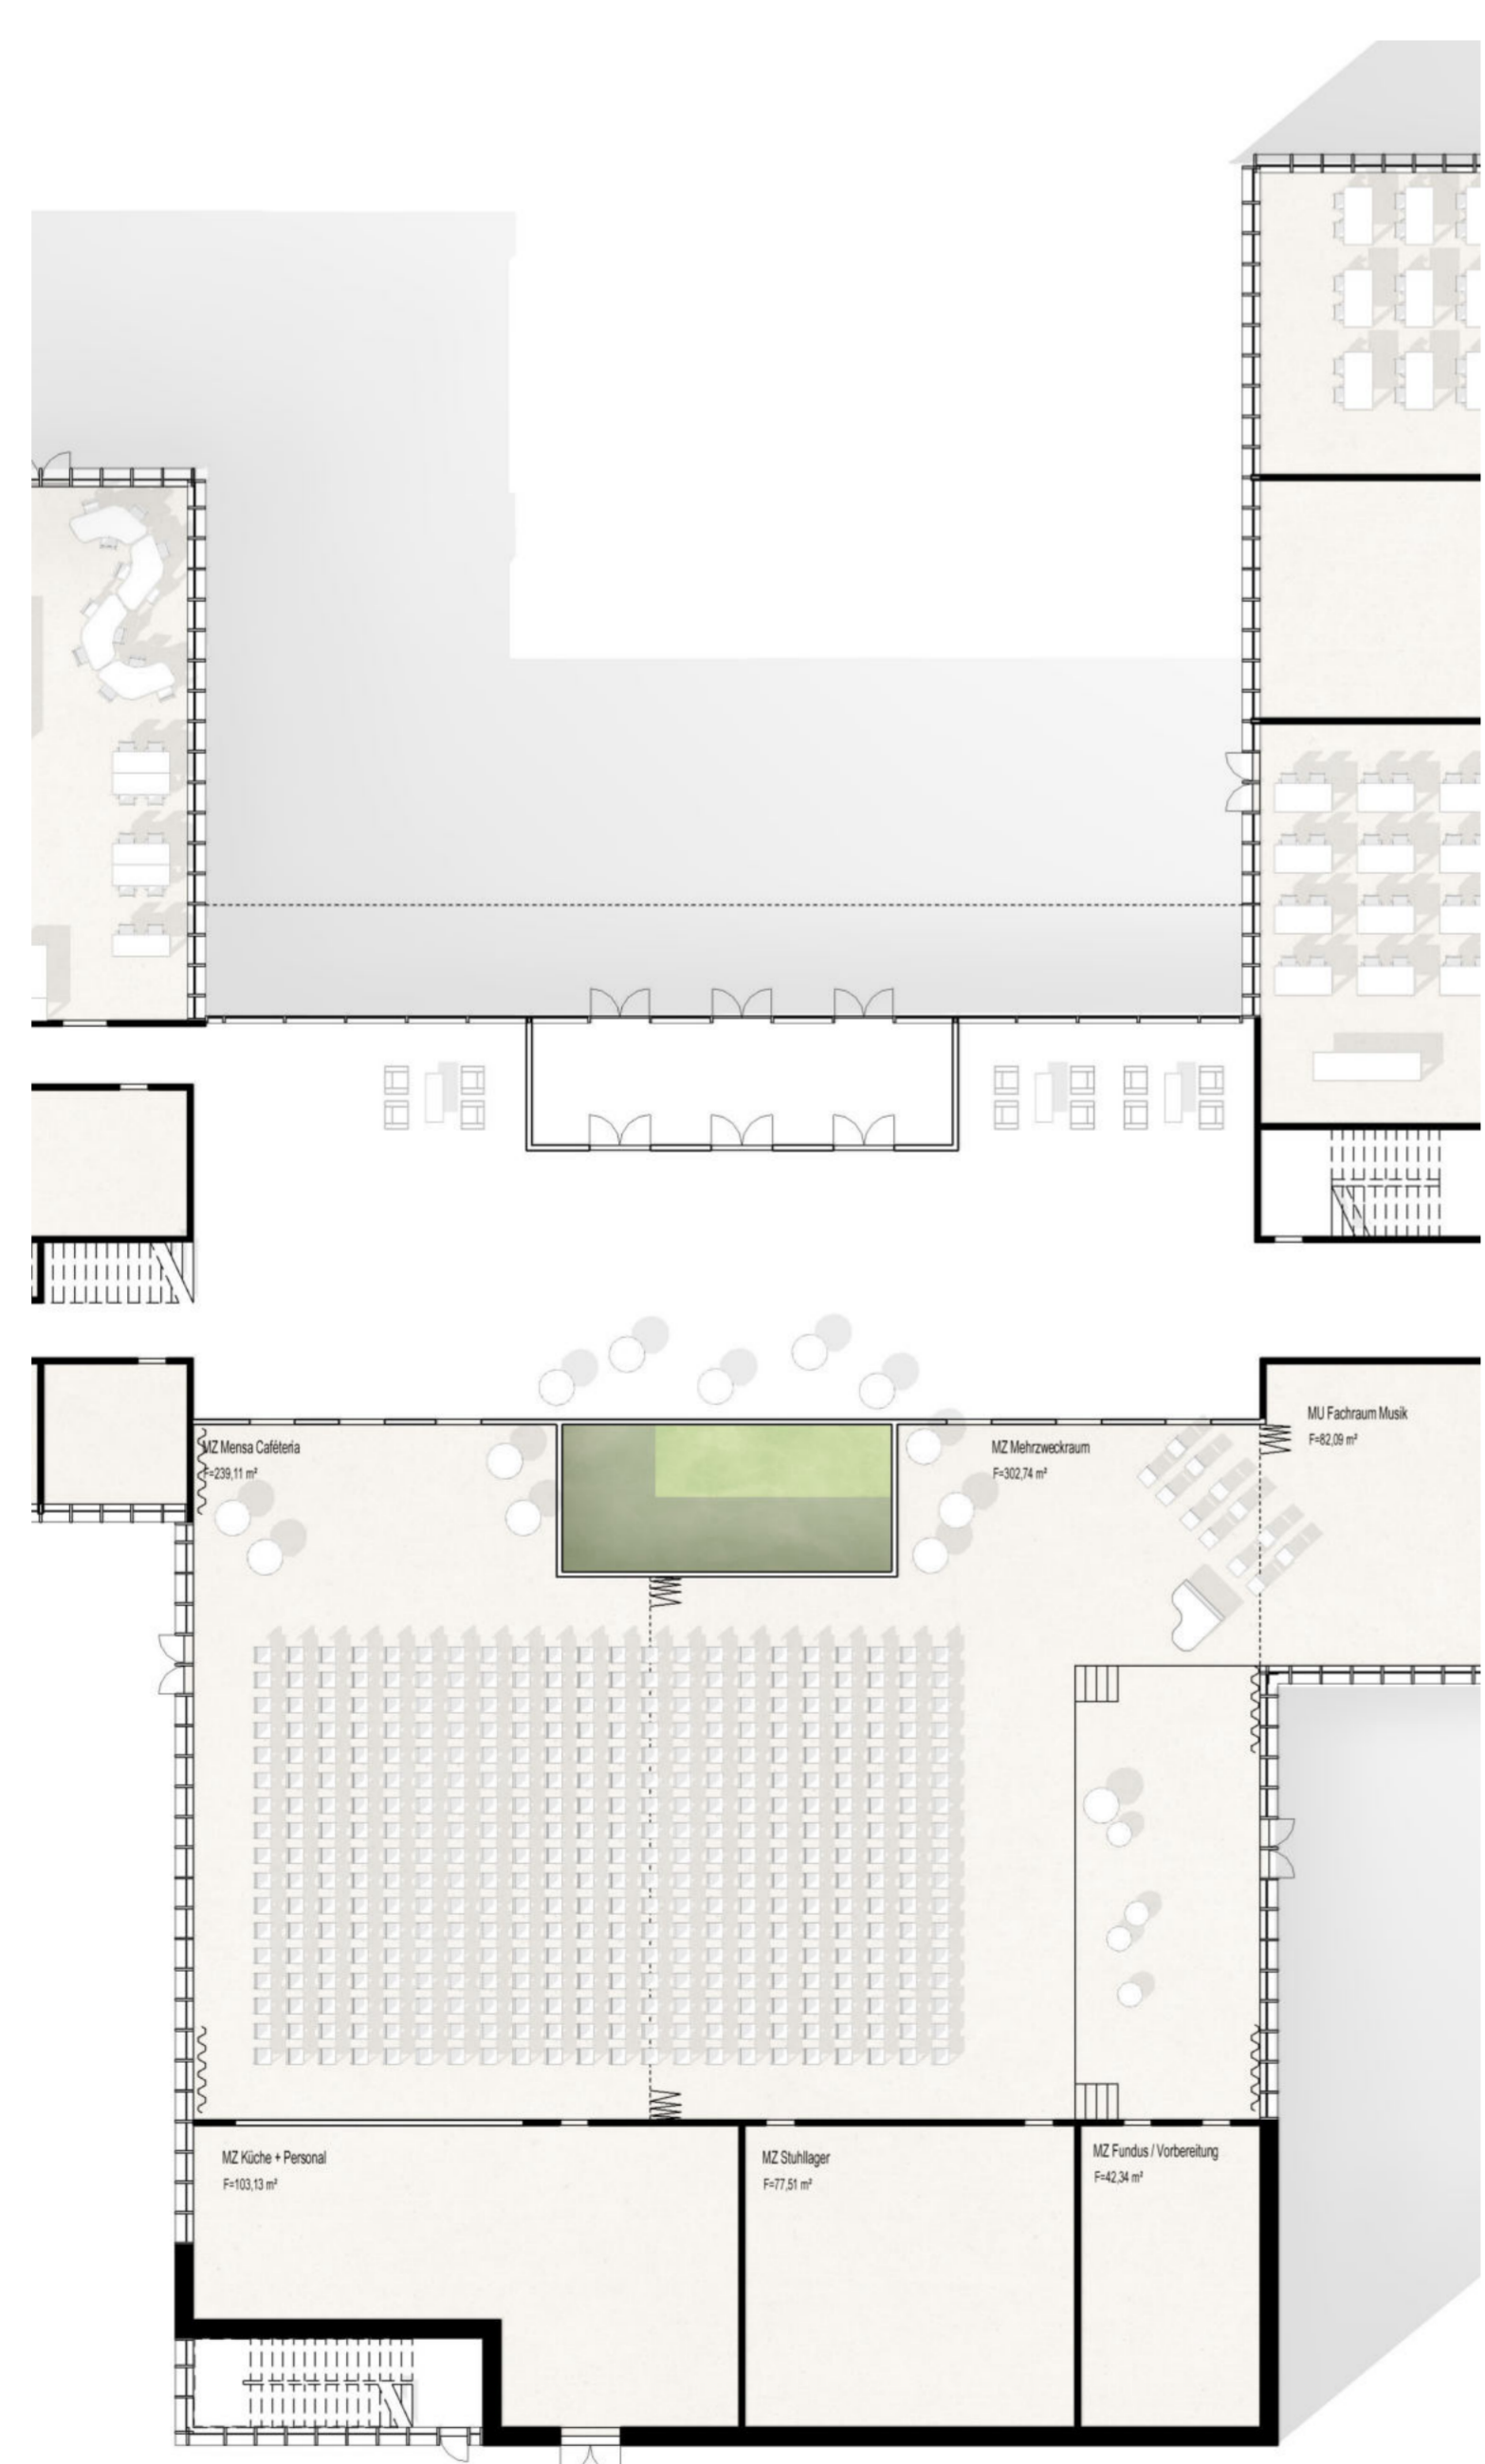 MU Fachraum Musik
F=82,09 m²
MZ Mensa Caféteria
F=239,11 m²
MZ Mehrzweckraum
F=302,74 m²
MZ Küche + Personal
F=103,13 m²
MZ Stuhllager
F=77,51 m²
MZ Fundus / Vorbereitung
F=42,34 m²